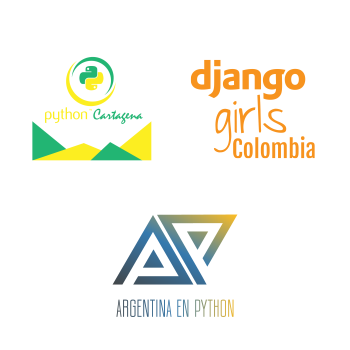 python Cartagena
django
girls
Colombia
ARGENTINA EN PYTHON